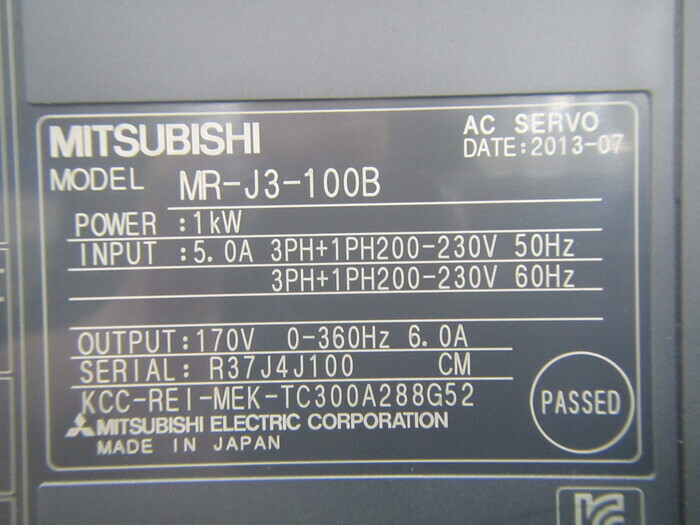 MITSUBISHI
AC SERVO
DATE:2013-07
MODEL MR-J3-100B
POWER :1kW
INPUT :5.0A 3PH+1PH200-230V 50Hz
3PH+1PH200-230V 60Hz
OUTPUT:170V 0-360Hz 6.0A
SERIAL: R37J4J100 CM
KCC-REI-MEK-TC300A288G52
PASSED
MITSUBISHI ELECTRIC CORPORATION
MADE IN JAPAN